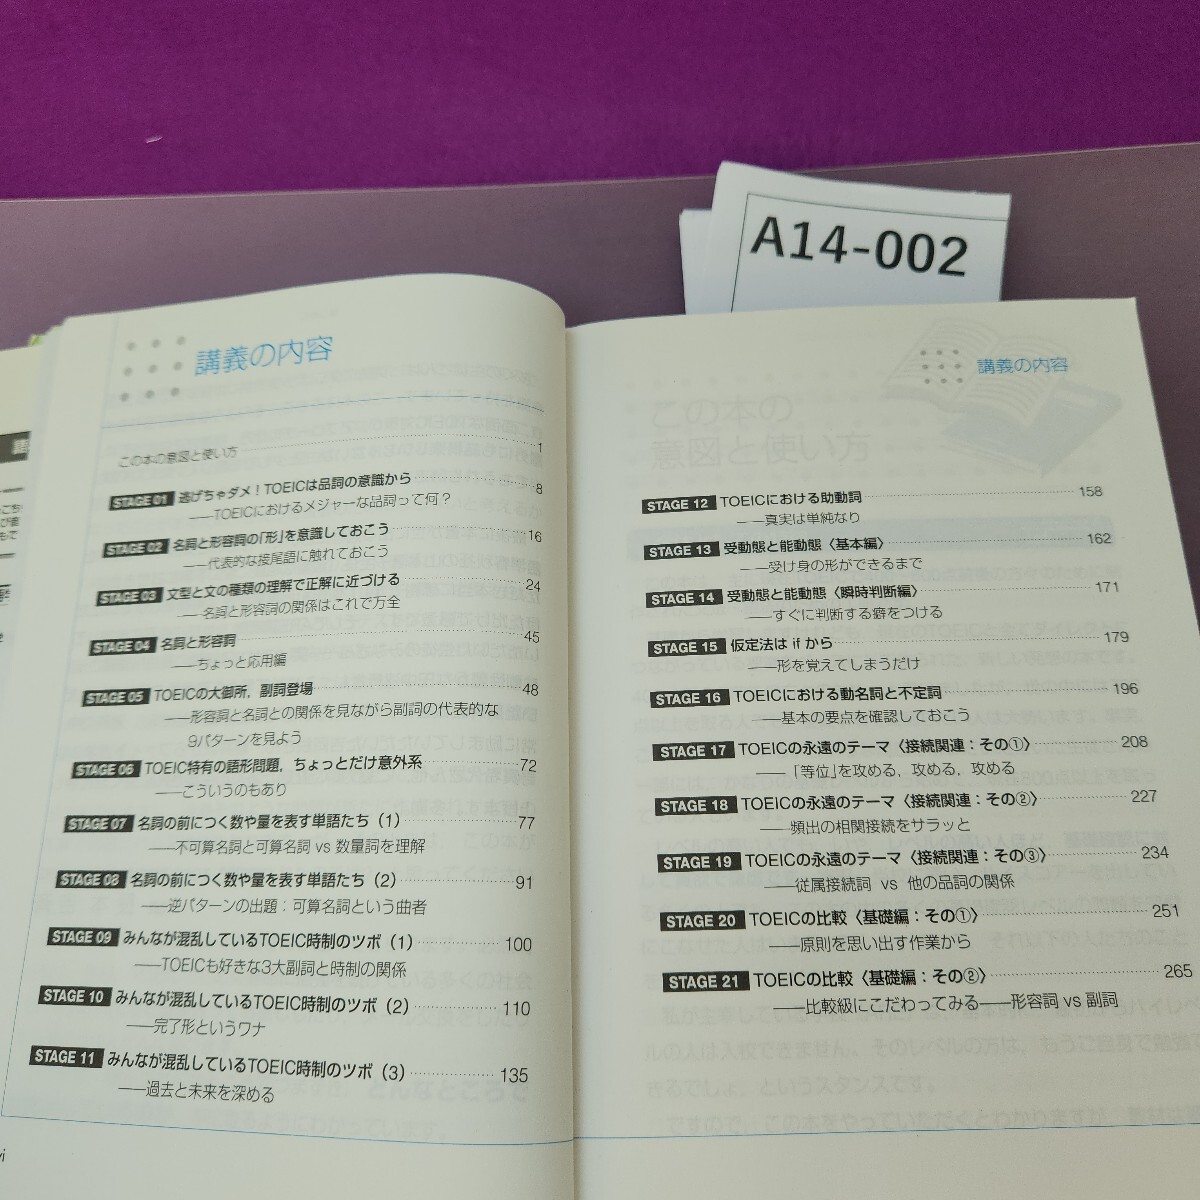 A14-002
講義の内容
この本の意図と使い方 1
STAGE 01 逃げちゃダメ！TOEICは品詞の意識から 8
――TOEICにおけるメジャーな品詞って何？
STAGE 02 名詞と形容詞の「形」を意識しておこう 16
――代表的な接尾語に触れておこう
STAGE 03 文型と文の種類の理解で正解に近づける 24
――名詞と形容詞の関係はこれで万全
STAGE 04 名詞と形容詞 45
――ちょっと応用編
STAGE 05 TOEICの大御所，副詞登場 48
――形容詞と名詞との関係を見ながら副詞の代表的な
9パターンを見よう
STAGE 06 TOEIC特有の語形問題，ちょっとだけ意外系 72
――こういうのもあり
STAGE 07 名詞の前につく数や量を表す単語たち（1） 77
――不可算名詞と可算名詞 vs 数量詞を理解
STAGE 08 名詞の前につく数や量を表す単語たち（2） 91
――逆パターンの出題：可算名詞という曲者
STAGE 09 みんなが混乱しているTOEIC時制のツボ（1） 100
――TOEICも好きな3大副詞と時制の関係
STAGE 10 みんなが混乱しているTOEIC時制のツボ（2） 110
――完了形というワナ
STAGE 11 みんなが混乱しているTOEIC時制のツボ（3） 135
――過去と未来を深める
vi
講義の内容
STAGE 12 TOEICにおける助動詞 158
――真実は単純なり
STAGE 13 受動態と能動態〈基本編〉 162
――受け身の形ができるまで
STAGE 14 受動態と能動態〈瞬時判断編〉 171
――すぐに判断する癖をつける
STAGE 15 仮定法は if から 179
――形を覚えてしまうだけ
STAGE 16 TOEICにおける動名詞と不定詞 196
――基本の要点を確認しておこう
STAGE 17 TOEICの永遠のテーマ〈接続関連：その①〉 208
――「等位」を攻める，攻める，攻める
STAGE 18 TOEICの永遠のテーマ〈接続関連：その②〉 227
――頻出の相関接続をサラッと
STAGE 19 TOEICの永遠のテーマ〈接続関連：その③〉 234
――従属接続詞 vs 他の品詞の関係
STAGE 20 TOEICの比較〈基礎編：その①〉 251
――原則を思い出す作業から
STAGE 21 TOEICの比較〈基礎編：その②〉 265
――比較級にこだわってみる――形容詞 vs 副詞